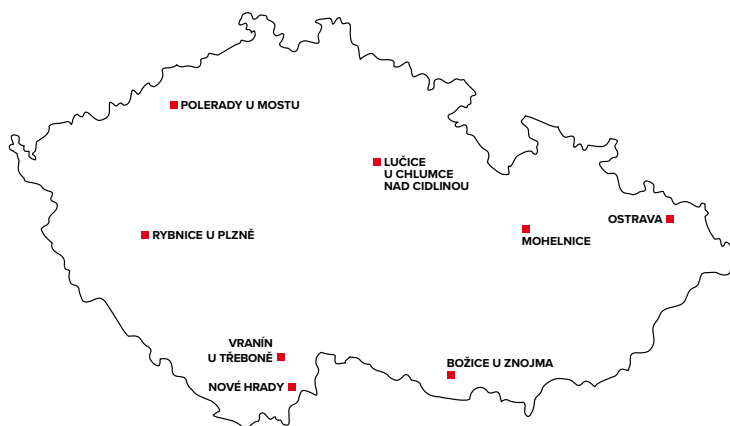 POLERADY U MOSTU
LUČICE
U CHLUMCE
NAD CIDLINOU
OSTRAVA
RYBNICE U PLZNĚ
MOHELNICE
VRANÍN
U TŘEBONĚ
BOŽICE U ZNOJMA
NOVÉ HRADY